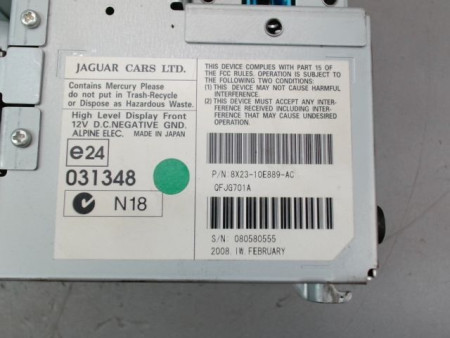 JAGUAR CARS LTD.
Contains Mercury Please
do not put in Trash-Recycle
or Dispose as Hazardous Waste.
High Level Display Front
12V D.C.NEGATIVE GND.
ALPINE ELEC. MADE IN JAPAN
e24
031348
N18
THIS DEVICE COMPLIES WITH PART 15 OF
THE FCC RULES. OPERATION IS SUBJECT TO
THE FOLLOWING TWO CONDITIONS:
(1) THIS DEVICE MAY NOT CAUSE HARMFUL
INTERFERENCE.
(2) THIS DEVICE MUST ACCEPT ANY INTER-
FERENCE RECEIVED INCLUDING INTER-
FERENCE THAT MAY CAUSE UNDESIRED
OPERATION.
P/N 8X23-10E889-AC
QFJG701A
S/N: 080580555
2008.1W.FEBRUARY